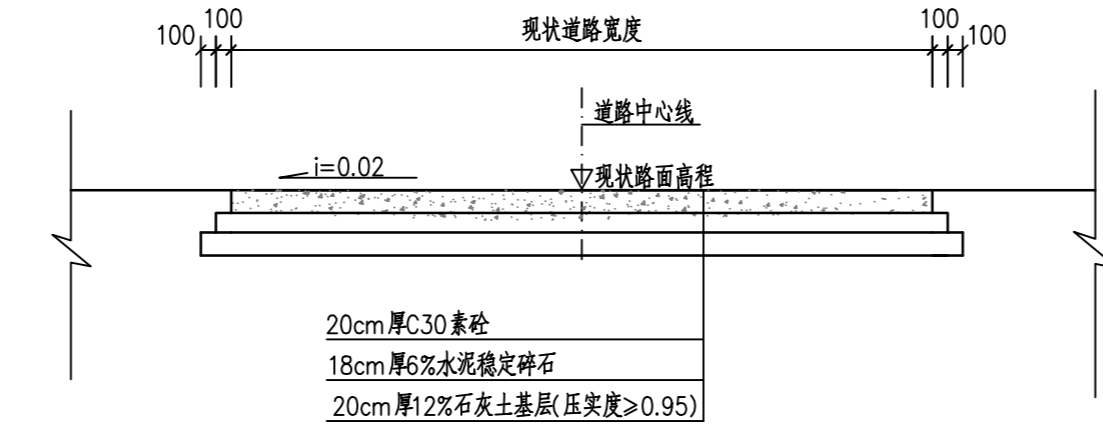 100
100
现状道路宽度
100
100
道路中心线
i=0.02
现状路面高程
20cm厚C30素砼
18cm厚6%水泥稳定碎石
20cm厚12%石灰土基层(压实度≥0.95)